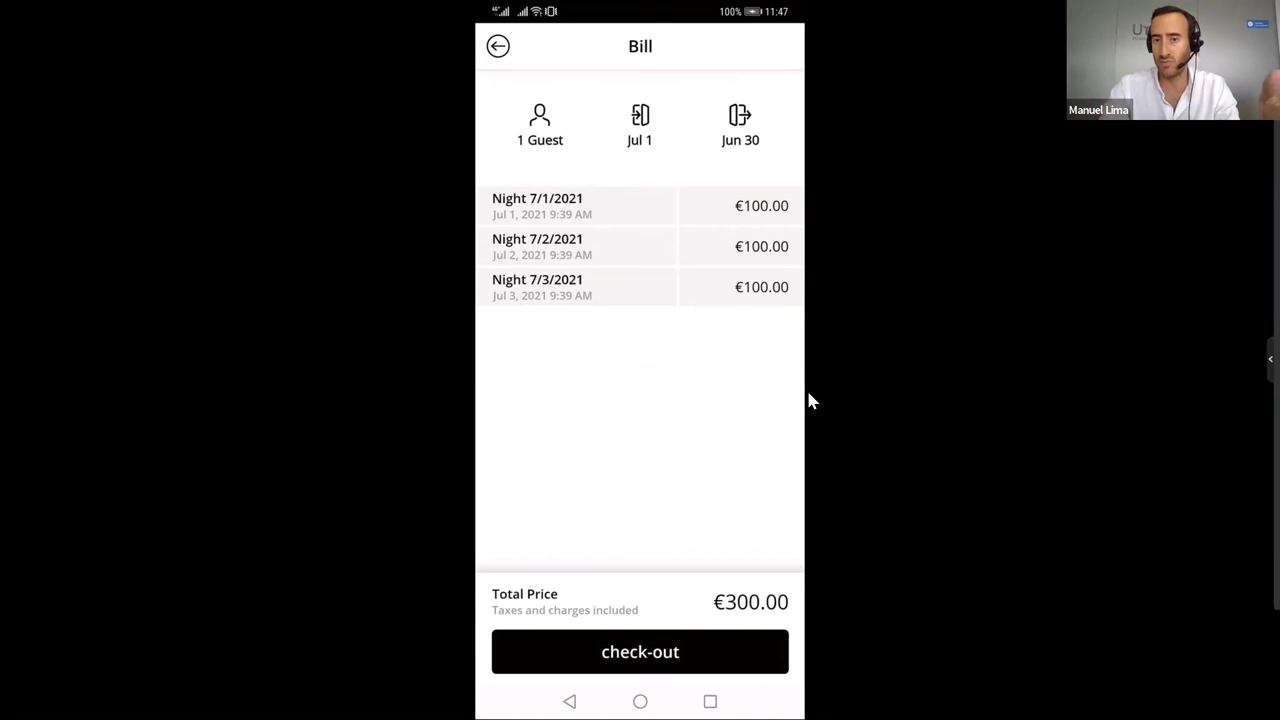 100% 11:47
Bill
1 Guest
Jul 1
Jun 30
Night 7/1/2021
Jul 1, 2021 9:39 AM
€100.00
Night 7/2/2021
Jul 2, 2021 9:39 AM
€100.00
Night 7/3/2021
Jul 3, 2021 9:39 AM
€100.00
Total Price
Taxes and charges included
€300.00
check-out
Manuel Lima